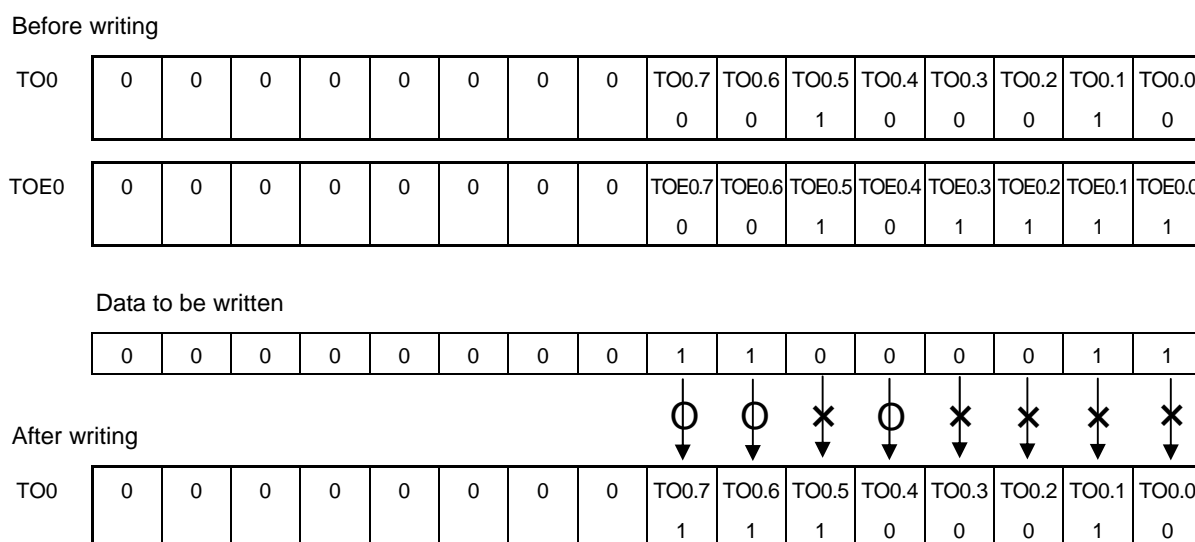 Before writing
TO0 0 0 0 0 0 0 0 0 TO0.7 TO0.6 TO0.5 TO0.4 TO0.3 TO0.2 TO0.1 TO0.0
0 0 1 0 0 0 1 0
TOE0 0 0 0 0 0 0 0 0 TOE0.7 TOE0.6 TOE0.5 TOE0.4 TOE0.3 TOE0.2 TOE0.1 TOE0.0
0 0 1 0 1 1 1 1
Data to be written
0 0 0 0 0 0 0 0 1 1 0 0 0 0 1 1
After writing
TO0 0 0 0 0 0 0 0 0 TO0.7 TO0.6 TO0.5 TO0.4 TO0.3 TO0.2 TO0.1 TO0.0
1 1 1 0 0 0 1 0